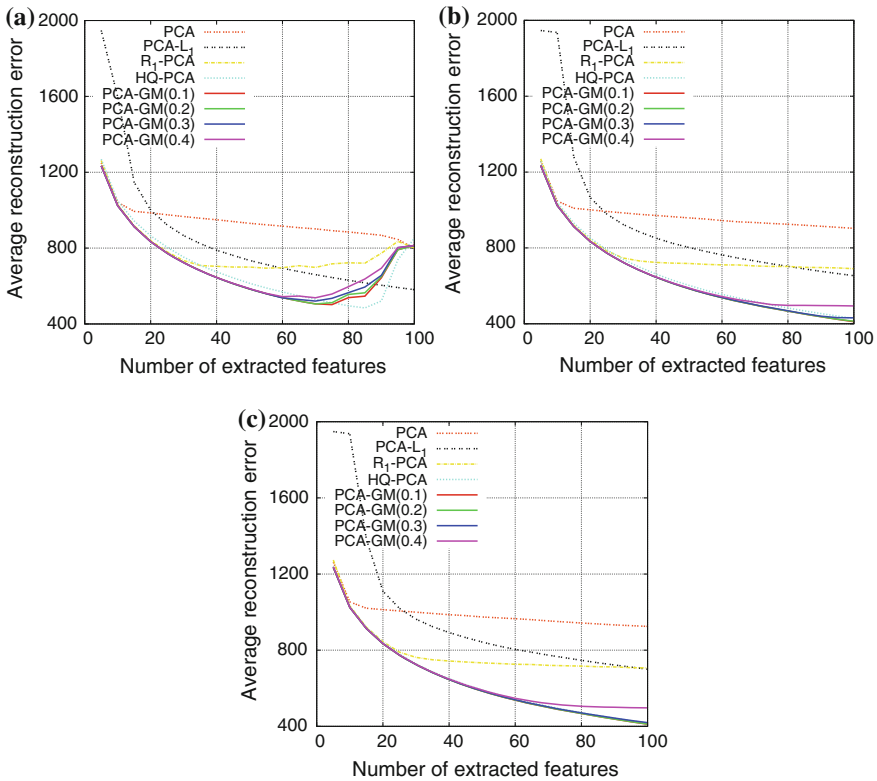 (a)
2000
1600
1200
800
400
Average reconstruction error
PCA
PCA-L1
R1-PCA
HQ-PCA
PCA-GM(0.1)
PCA-GM(0.2)
PCA-GM(0.3)
PCA-GM(0.4)
0 20 40 60 80 100
Number of extracted features
(b)
2000
1600
1200
800
400
Average reconstruction error
PCA
PCA-L1
R1-PCA
HQ-PCA
PCA-GM(0.1)
PCA-GM(0.2)
PCA-GM(0.3)
PCA-GM(0.4)
0 20 40 60 80 100
Number of extracted features
(c)
2000
1600
1200
800
400
Average reconstruction error
PCA
PCA-L1
R1-PCA
HQ-PCA
PCA-GM(0.1)
PCA-GM(0.2)
PCA-GM(0.3)
PCA-GM(0.4)
0 20 40 60 80 100
Number of extracted features